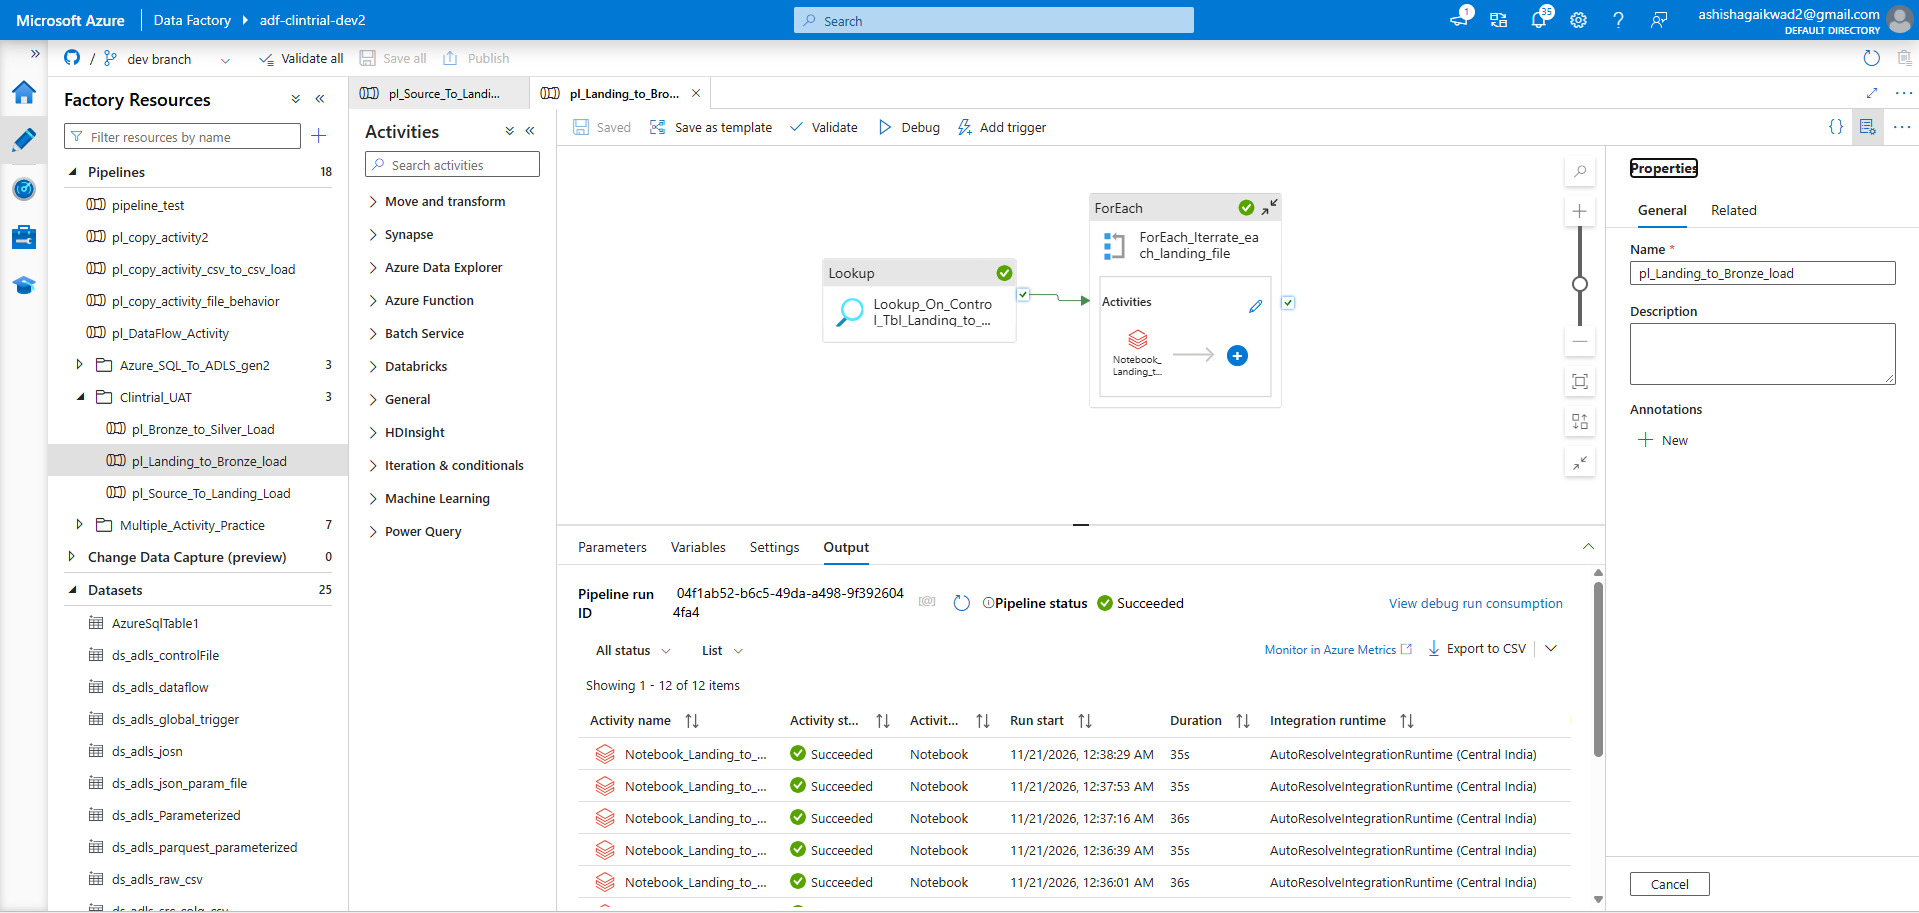 Microsoft Azure
Data Factory
adf-clintrial-dev2
Search
1
35
ashishagaikwad2@gmail.com
DEFAULT DIRECTORY
/
dev branch
Validate all
Save all
Publish
Factory Resources
Filter resources by name
Pipelines 18
pipeline_test
pl_copy_activity2
pl_copy_activity_csv_to_csv_load
pl_copy_activity_file_behavior
pl_DataFlow_Activity
Azure_SQL_To_ADLS_gen2 3
Clintrial_UAT 3
pl_Bronze_to_Silver_Load
pl_Landing_to_Bronze_load
pl_Source_To_Landing_Load
Multiple_Activity_Practice 7
Change Data Capture (preview) 0
Datasets 25
AzureSqlTable1
ds_adls_controlFile
ds_adls_dataflow
ds_adls_global_trigger
ds_adls_josn
ds_adls_json_param_file
ds_adls_Parameterized
ds_adls_parquest_parameterized
ds_adls_raw_csv
pl_Source_To_Landi...
pl_Landing_to_Bro...
Activities
Search activities
Move and transform
Synapse
Azure Data Explorer
Azure Function
Batch Service
Databricks
General
HDInsight
Iteration & conditionals
Machine Learning
Power Query
Saved
Save as template
Validate
Debug
Add trigger
Lookup
Lookup_On_Contro
l_Tbl_Landing_to_...
ForEach
ForEach_Iterrate_ea
ch_landing_file
Activities
Notebook_
Landing_t...
Parameters
Variables
Settings
Output
Pipeline run
ID
04f1ab52-b6c5-49da-a498-9f392604
4fa4
Pipeline status
Succeeded
View debug run consumption
All status
List
Monitor in Azure Metrics
Export to CSV
Showing 1 - 12 of 12 items
Activity name Activity st... Activit... Run start Duration Integration runtime
Notebook_Landing_to_... Succeeded Notebook 11/21/2026, 12:38:29 AM 35s AutoResolveIntegrationRuntime (Central India)
Notebook_Landing_to_... Succeeded Notebook 11/21/2026, 12:37:53 AM 35s AutoResolveIntegrationRuntime (Central India)
Notebook_Landing_to_... Succeeded Notebook 11/21/2026, 12:37:16 AM 36s AutoResolveIntegrationRuntime (Central India)
Notebook_Landing_to_... Succeeded Notebook 11/21/2026, 12:36:39 AM 35s AutoResolveIntegrationRuntime (Central India)
Notebook_Landing_to_... Succeeded Notebook 11/21/2026, 12:36:01 AM 36s AutoResolveIntegrationRuntime (Central India)
Properties
General
Related
Name *
pl_Landing_to_Bronze_load
Description
Annotations
New
Cancel